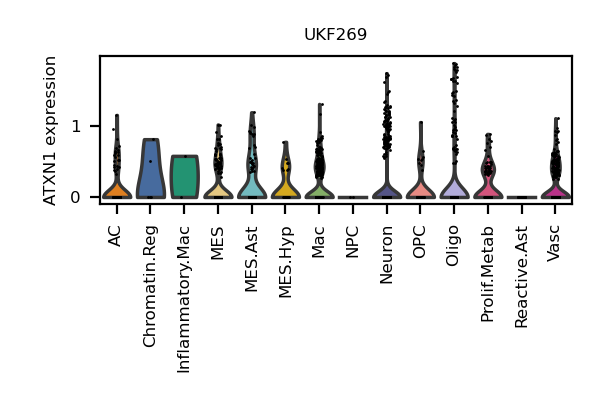 UKF269
ATXN1 expression
1
0
AC
Chromatin.Reg
Inflammatory.Mac
MES
MES.Ast
MES.Hyp
Mac
NPC
Neuron
OPC
Oligo
Prolif.Metab
Reactive.Ast
Vasc